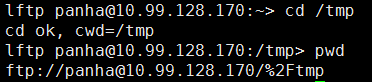 lftp panha@10.99.128.170:~> cd /tmp
cd ok, cwd=/tmp
lftp panha@10.99.128.170:/tmp> pwd
ftp://panha@10.99.128.170/%2Ftmp